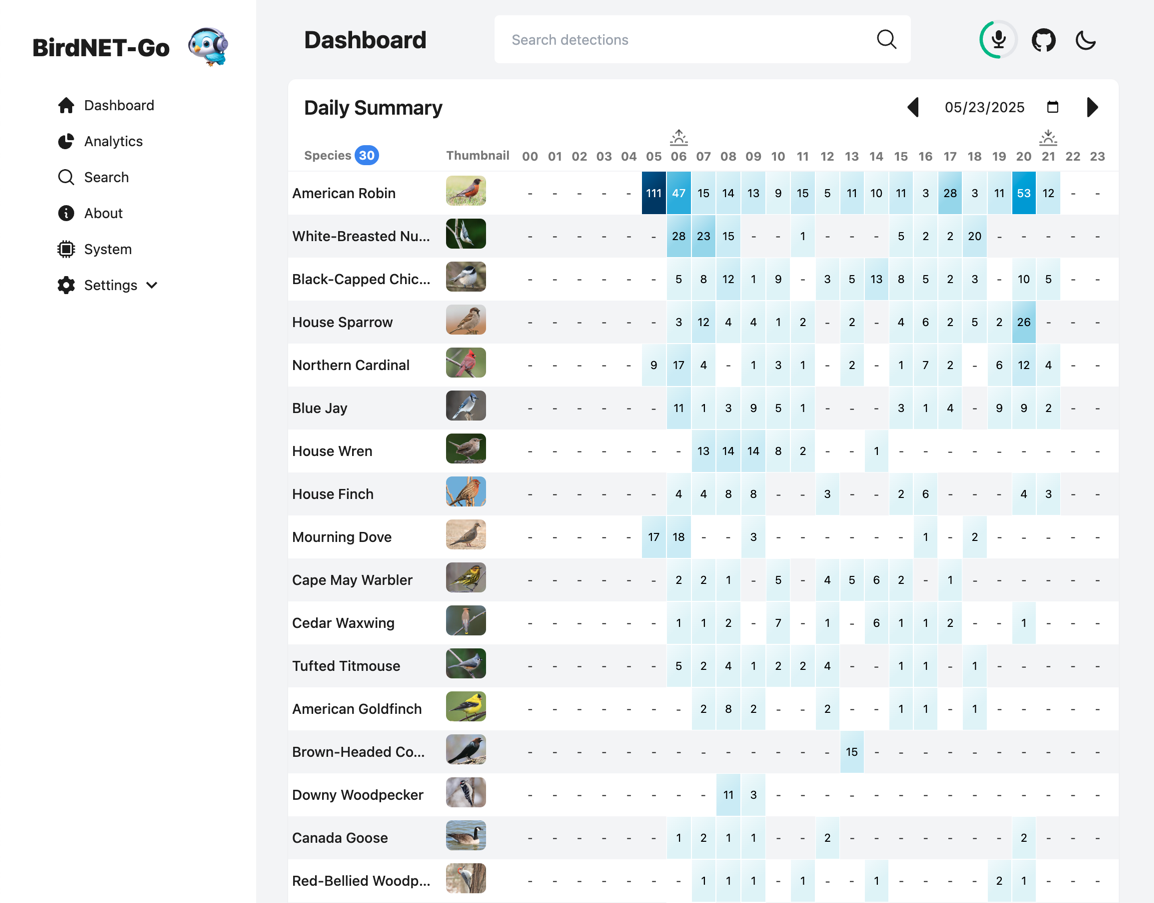 BirdNET-Go
Dashboard
Analytics
Search
About
System
Settings
Dashboard
Search detections
Daily Summary
05/23/2025
Species 30 Thumbnail 00 01 02 03 04 05 06 07 08 09 10 11 12 13 14 15 16 17 18 19 20 21 22 23
American Robin - - - - - 111 47 15 14 13 9 15 5 11 10 11 3 28 3 11 53 12 - -
White-Breasted Nu... - - - - - - 28 23 15 - - 1 - - - 5 2 2 20 - - - - -
Black-Capped Chic... - - - - - - 5 8 12 1 9 - 3 5 13 8 5 2 3 - 10 5 - -
House Sparrow - - - - - - 3 12 4 4 1 2 - 2 - 4 6 2 5 2 26 - - -
Northern Cardinal - - - - - 9 17 4 - 1 3 1 - 2 - 1 7 2 - 6 12 4 - -
Blue Jay - - - - - - 11 1 3 9 5 1 - - - 3 1 4 - 9 9 2 - -
House Wren - - - - - - - 13 14 14 8 2 - - 1 - - - - - - - - -
House Finch - - - - - - 4 4 8 8 - - 3 - - 2 6 - - - 4 3 - -
Mourning Dove - - - - - 17 18 - - 3 - - - - - - 1 - 2 - - - - -
Cape May Warbler - - - - - - 2 2 1 - 5 - 4 5 6 2 - 1 - - - - - -
Cedar Waxwing - - - - - - 1 1 2 - 7 - 1 - 6 1 1 2 - - 1 - - -
Tufted Titmouse - - - - - - 5 2 4 1 2 2 4 - - 1 1 - 1 - - - - -
American Goldfinch - - - - - - - 2 8 2 - - 2 - - 1 1 - 1 - - - - -
Brown-Headed Co... - - - - - - - - - - - - - 15 - - - - - - - - - -
Downy Woodpecker - - - - - - - - 11 3 - - - - - - - - - - - - - -
Canada Goose - - - - - - 1 2 1 1 - - 2 - - - - - - - 2 - - -
Red-Bellied Woodp... - - - - - - - 1 1 1 - 1 - - 1 - - - - 2 1 - - -